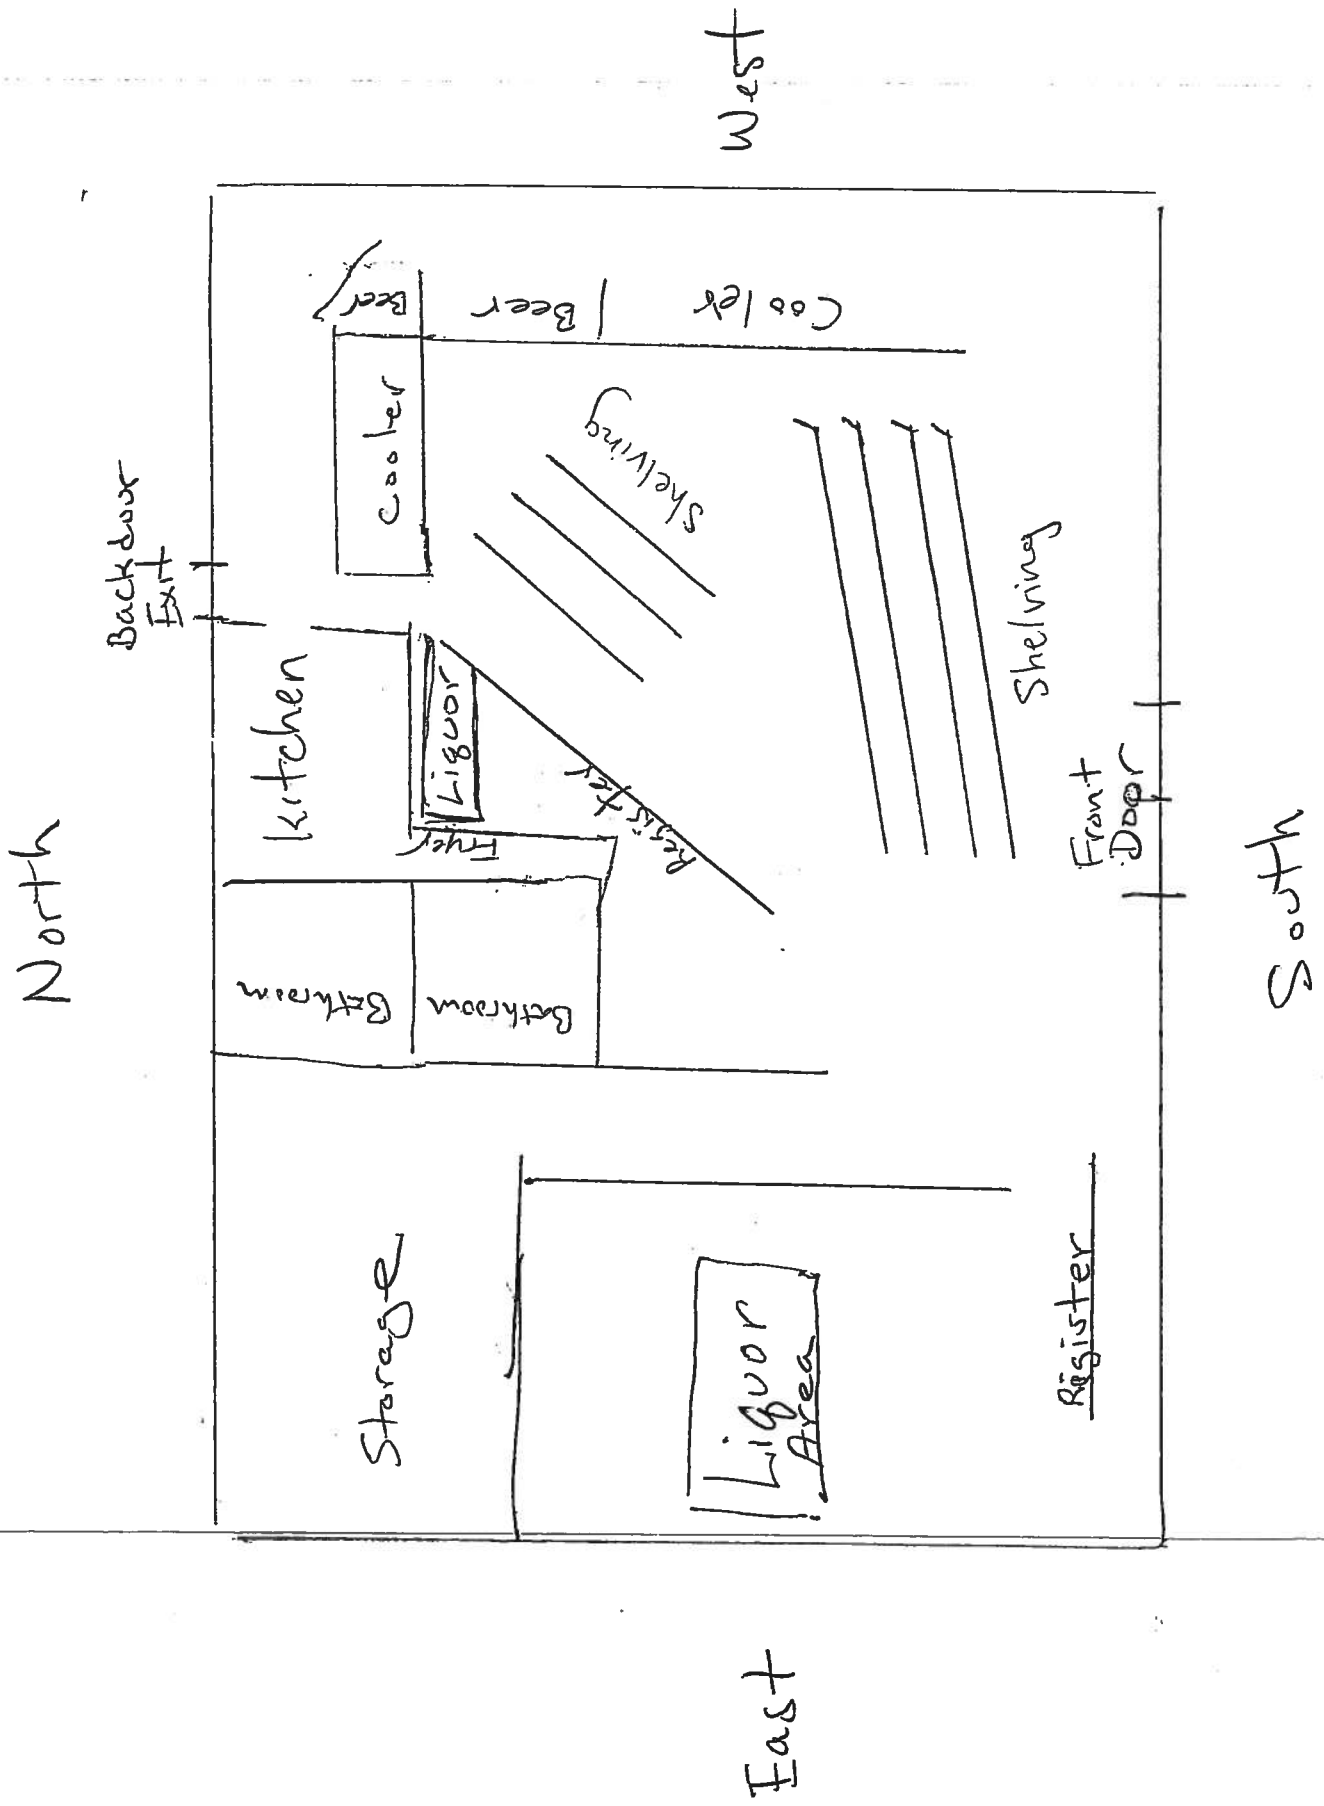 North
Backdoor
Exit
Kitchen
Cooler
Beer
Beer
Cooler
West
Liquor
Fryer
Register
Shelving
Shelving
Bathroom
Bathroom
Storage
Liquor
Area
Register
Front
Door
South
East